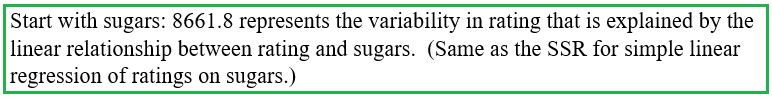 Start with sugars: 8661.8 represents the variability in rating that is explained by the
linear relationship between rating and sugars.  (Same as the SSR for simple linear
regression of ratings on sugars.)